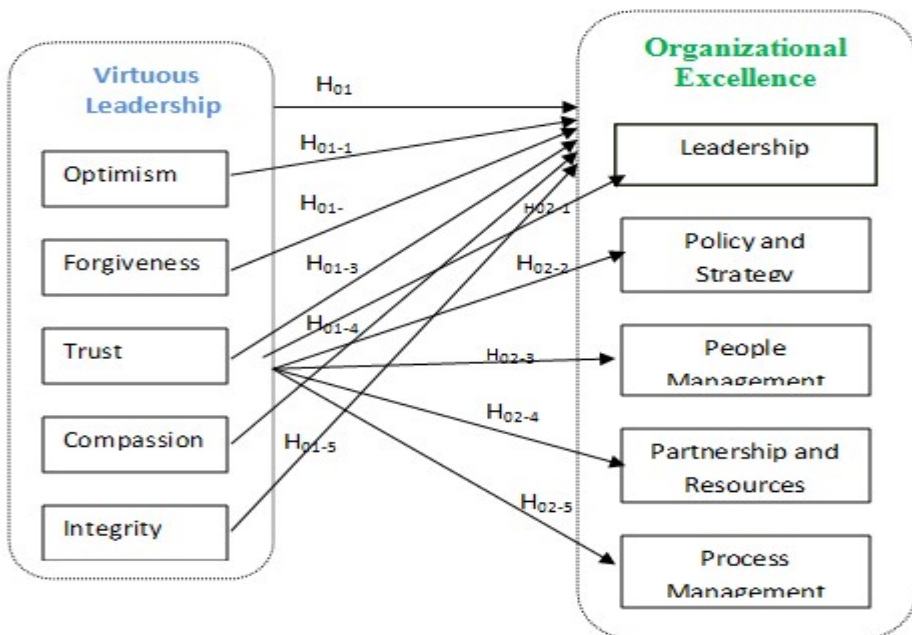 Virtuous
Leadership
Optimism
Forgiveness
Trust
Compassion
Integrity
H01
H01-1
H01-
H01-3
H01-4
H01-5
H02-1
H02-2
H02-3
H02-4
H02-5
Organizational
Excellence
Leadership
Policy and
Strategy
People
Management
Partnership and
Resources
Process
Management